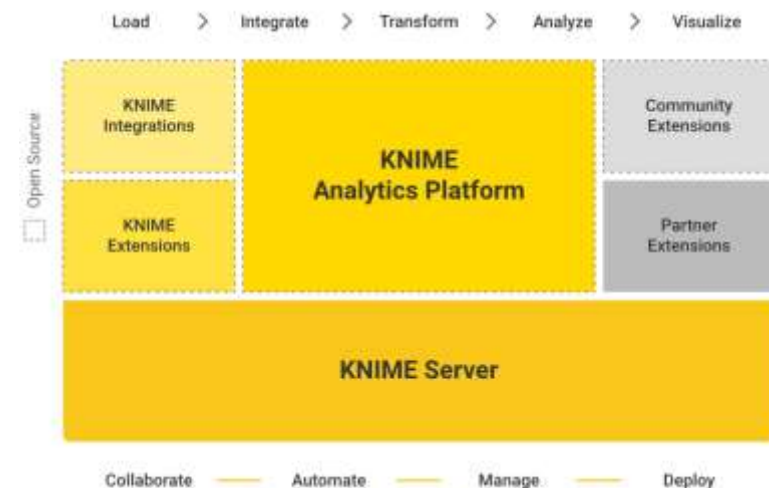 Load > Integrate > Transform > Analyze > Visualize
Open Source
KNIME
Integrations
KNIME
Analytics Platform
Community
Extensions
KNIME
Extensions
Partner
Extensions
KNIME Server
Collaborate Automate Manage Deploy